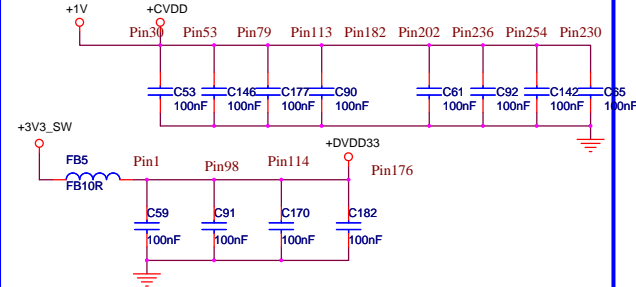 +1V +CVDD
Pin30 Pin53 Pin79 Pin113 Pin182 Pin202 Pin236 Pin254 Pin230
C53 C146 C177 C90 C61 C92 C142 C65
100nF 100nF 100nF 100nF 100nF 100nF 100nF 100nF
+3V3_SW +DVDD33
FB5 Pin1 Pin98 Pin114 Pin176
FB10R
C59 C91 C170 C182
100nF 100nF 100nF 100nF